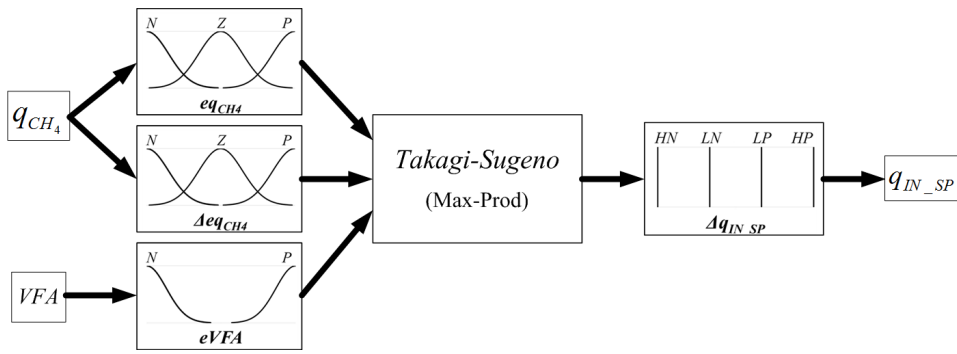 N Z P
eq_CH4
q_CH4
N Z P
Δeq_CH4
Takagi-Sugeno
(Max-Prod)
HN LN LP HP
Δq_IN_SP
q_IN_SP
VFA
N P
eVFA